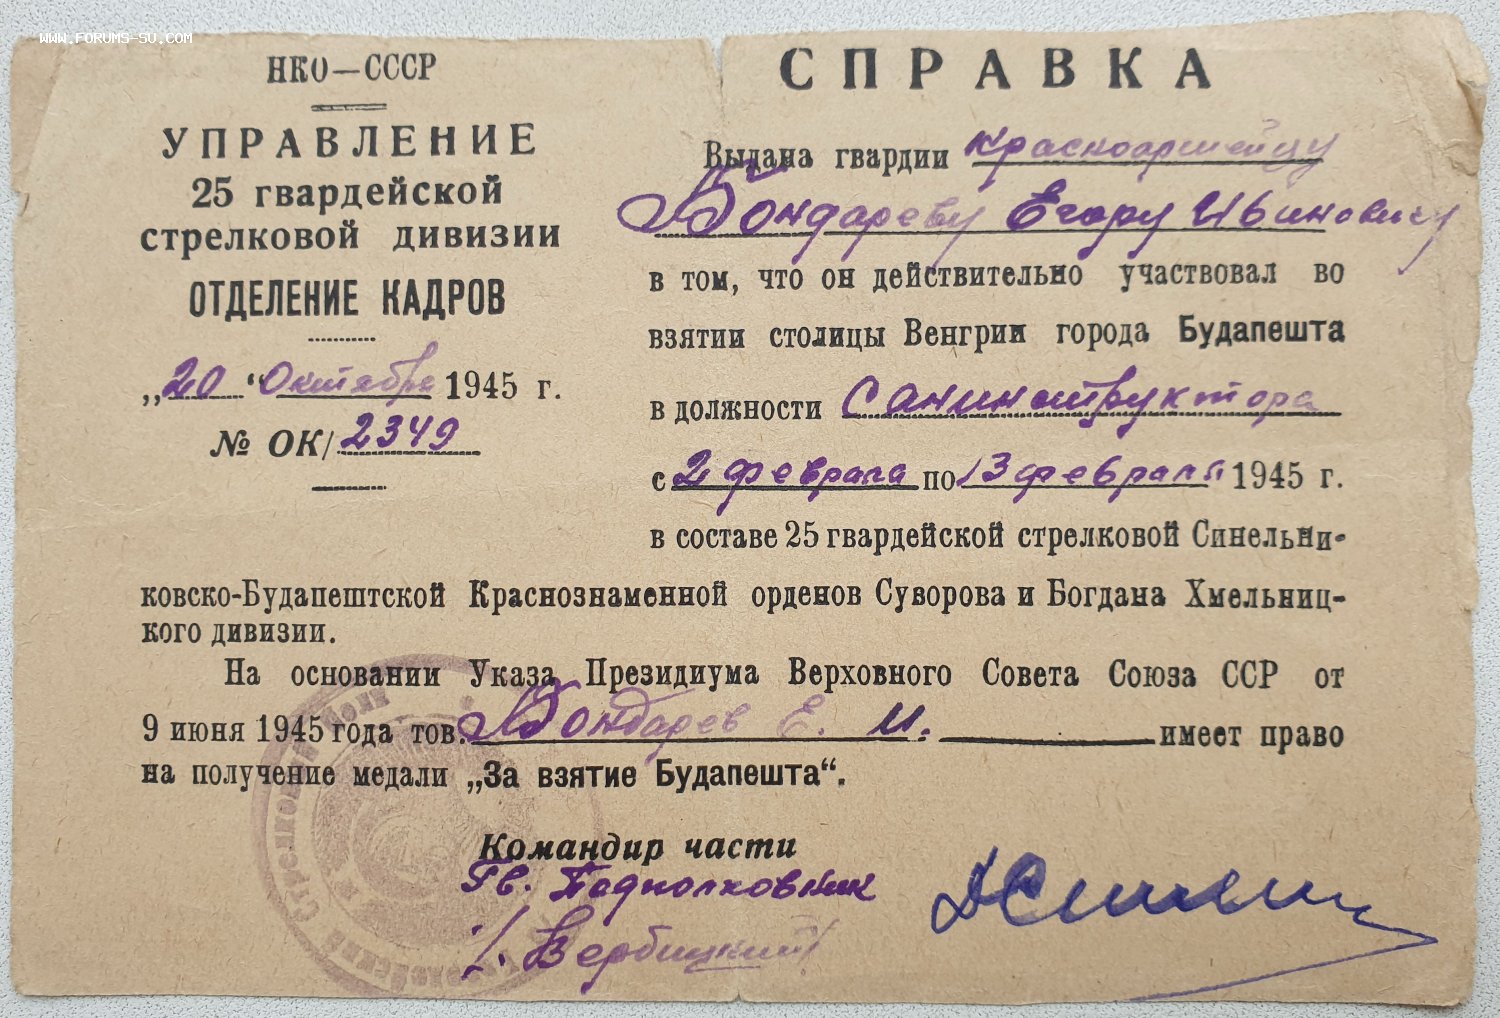 www.forums-su.com
НКО—СССР
УПРАВЛЕНИЕ
25 гвардейской
стрелковой дивизии
ОТДЕЛЕНИЕ КАДРОВ
„20“ Октября 1945 г.
№ ОК/2349
СПРАВКА
Выдана гвардии красноармейцу
Бондареву Егору Ивановичу
в том, что он действительно участвовал во
взятии столицы Венгрии города Будапешта
в должности Санинструктора
с 2 февраля по 13 февраля 1945 г.
в составе 25 гвардейской стрелковой Синельни-
ковско-Будапештской Краснознаменной орденов Суворова и Богдана Хмельниц-
кого дивизии.
На основании Указа Президиума Верховного Совета Союза ССР от
9 июня 1945 года тов. Бондарев Е. И. имеет право
на получение медали „За взятие Будапешта“.
Командир части
Гв. Подполковник
/. Вербицкий/